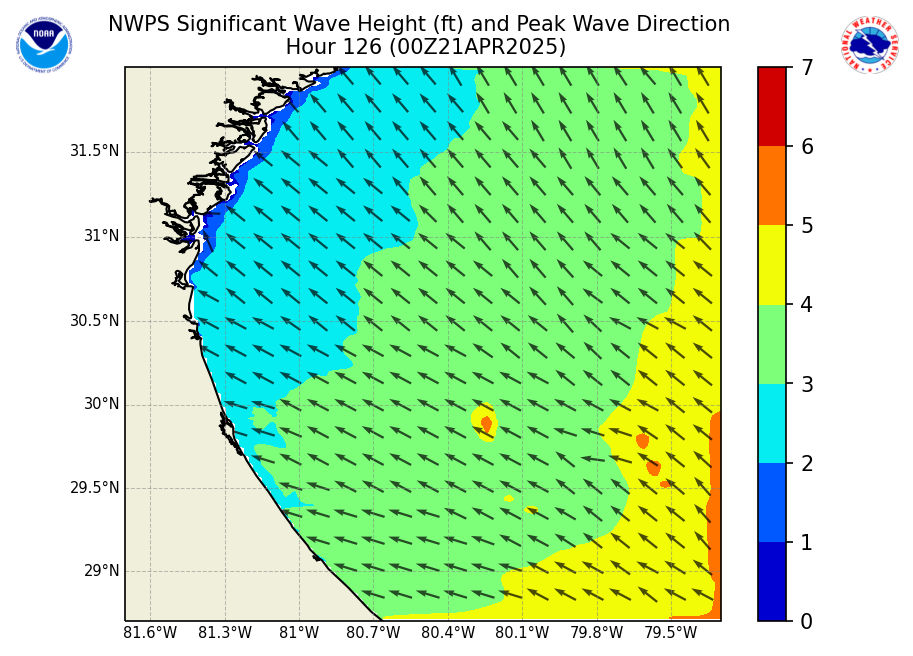 NWPS Significant Wave Height (ft) and Peak Wave Direction
Hour 126 (00Z21APR2025)
NOAA
NATIONAL WEATHER SERVICE
31.5°N
31°N
30.5°N
30°N
29.5°N
29°N
81.6°W 81.3°W 81°W 80.7°W 80.4°W 80.1°W 79.8°W 79.5°W
7
6
5
4
3
2
1
0